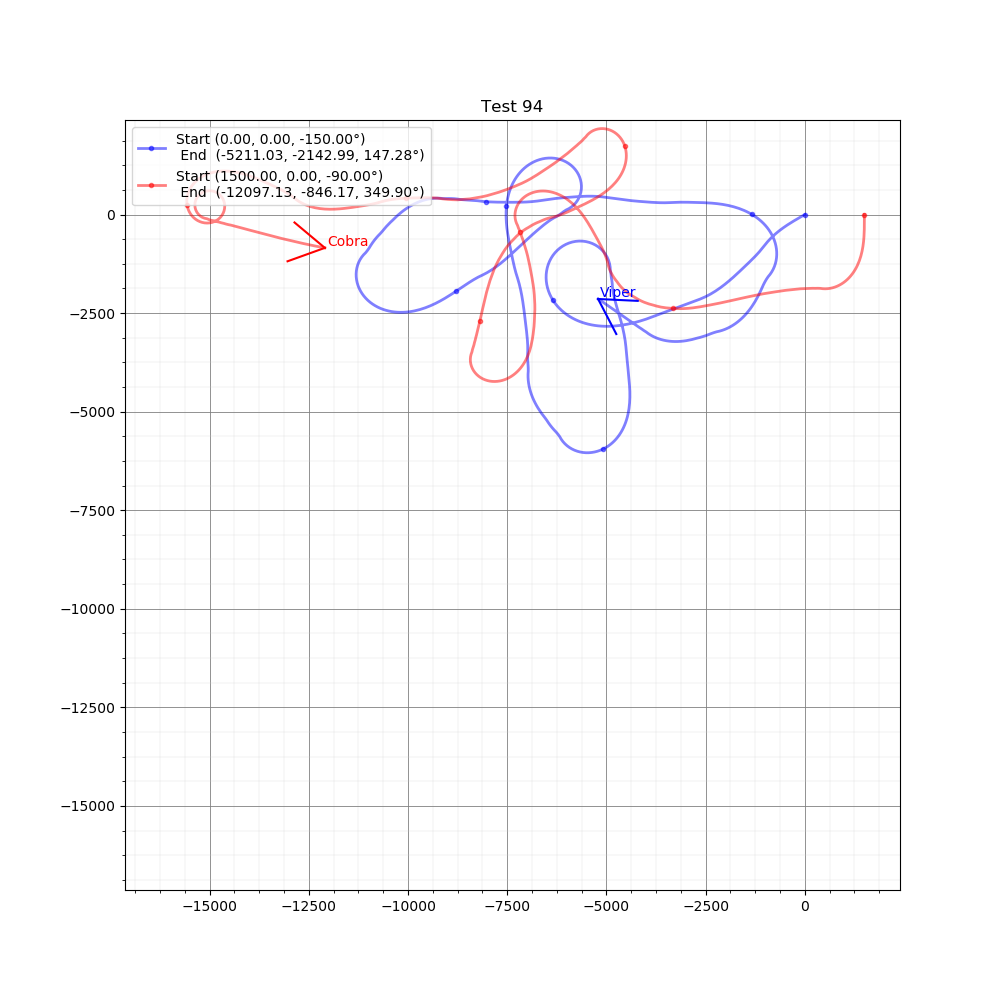 Test 94
Start (0.00, 0.00, -150.00°)
End (-5211.03, -2142.99, 147.28°)
Start (1500.00, 0.00, -90.00°)
End (-12097.13, -846.17, 349.90°)
Cobra
Viper
0
−2500
−5000
−7500
−10000
−12500
−15000
−15000 −12500 −10000 −7500 −5000 −2500 0